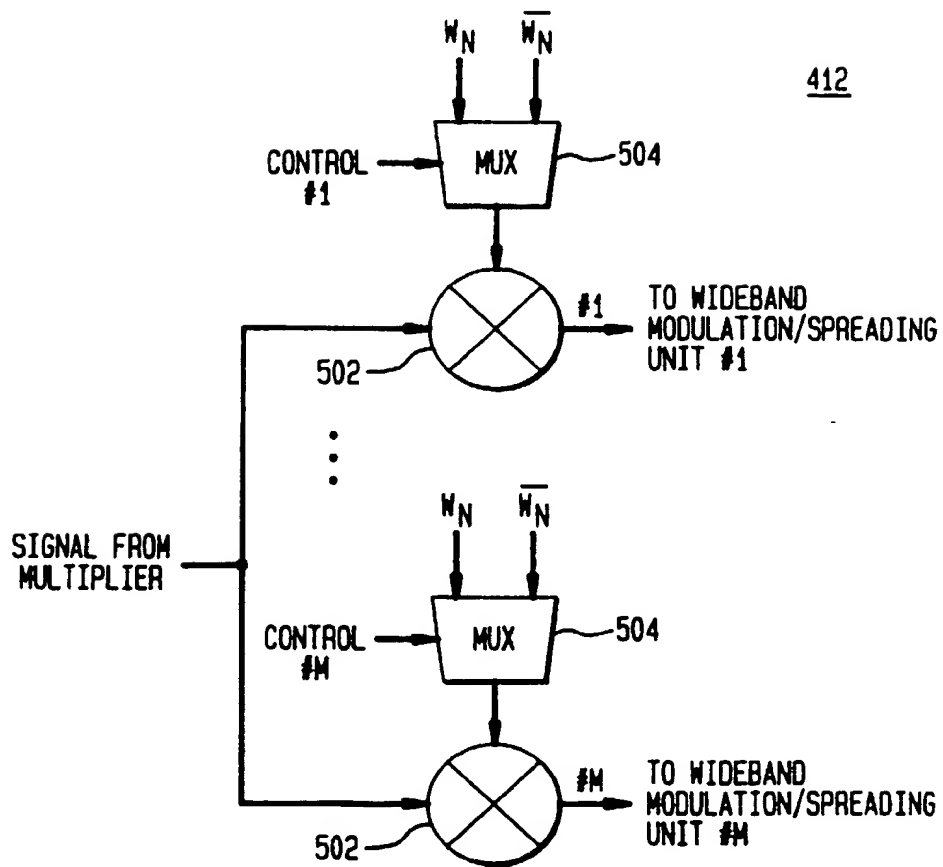 W_N  W̅_N̅
412
MUX
504
CONTROL
#1
#1
TO WIDEBAND
MODULATION/SPREADING
UNIT #1
502
W_N  W̅_N̅
SIGNAL FROM
MULTIPLIER
MUX
504
CONTROL
#M
#M
TO WIDEBAND
MODULATION/SPREADING
UNIT #M
502